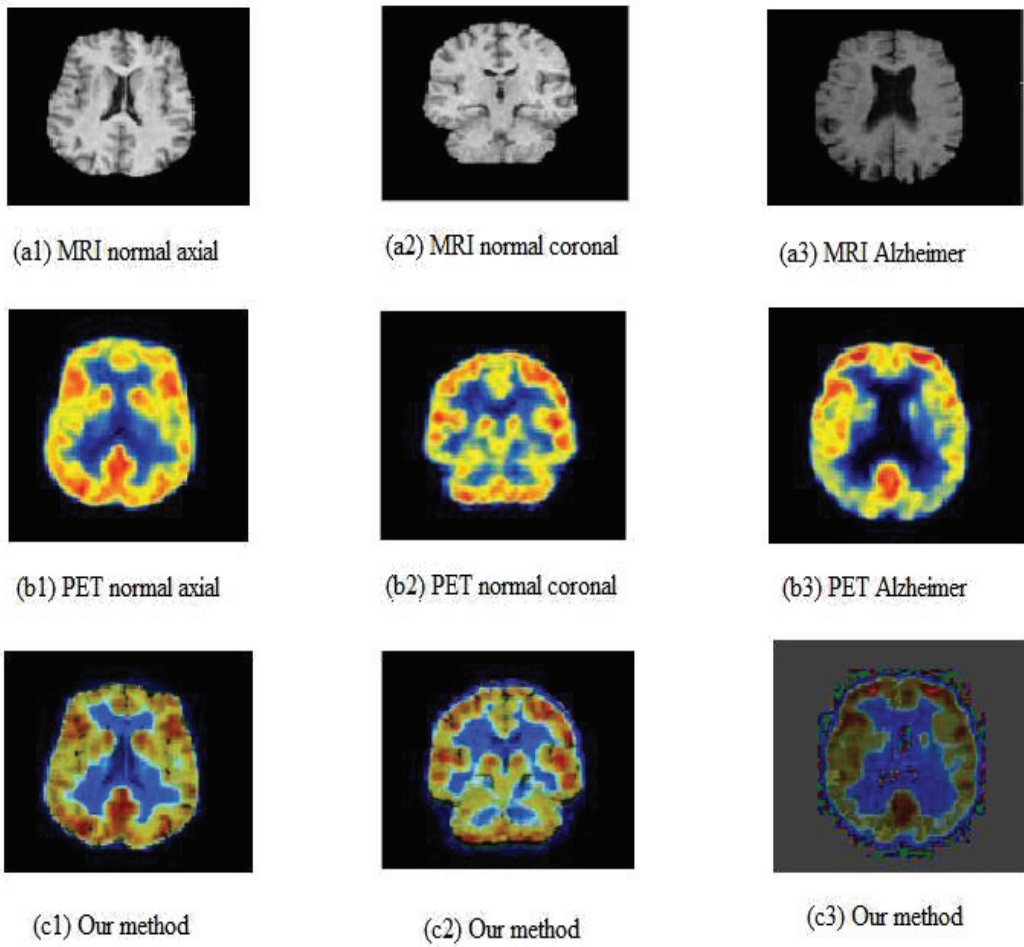 (a1) MRI normal axial
(a2) MRI normal coronal
(a3) MRI Alzheimer
(b1) PET normal axial
(b2) PET normal coronal
(b3) PET Alzheimer
(c1) Our method
(c2) Our method
(c3) Our method